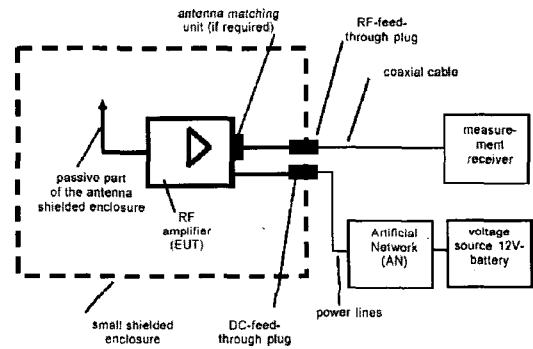 antenna matching
unit (if required)
RF-feed-
through plug
coaxial cable
measure-
ment
receiver
passive part
of the antenna
shielded enclosure
RF
amplifier
(EUT)
Artificial
Network
(AN)
voltage
source 12V-
battery
small shielded
enclosure
DC-feed-
through plug
power lines